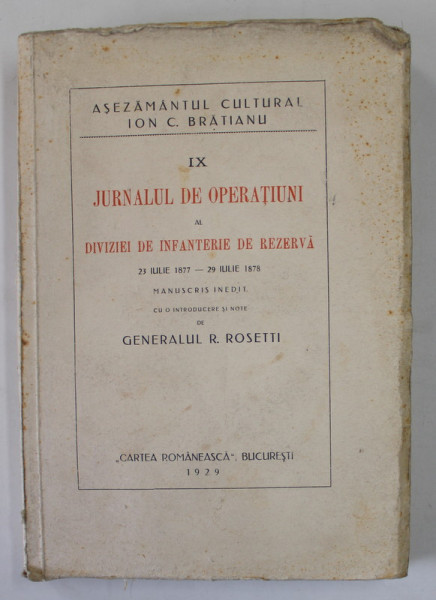 AȘEZĂMÂNTUL CULTURAL
ION C. BRĂTIANU
IX
JURNALUL DE OPERAȚIUNI
AL
DIVIZIEI DE INFANTERIE DE REZERVĂ
23 IULIE 1877 — 29 IULIE 1878
MANUSCRIS INEDIT,
CU O INTRODUCERE ȘI NOTE
DE
GENERALUL R. ROSETTI
„CARTEA ROMÂNEASCĂ“, BUCUREȘTI
1929